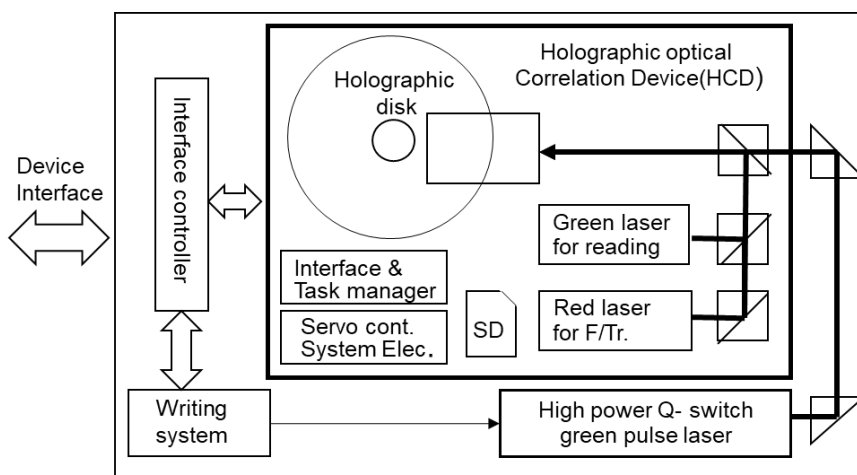 Holographic optical
Correlation Device(HCD)
Holographic
disk
Device
Interface
Interface controller
Green laser
for reading
Interface &
Task manager
Red laser
for F/Tr.
Servo cont.
System Elec.
SD
Writing
system
High power Q- switch
green pulse laser